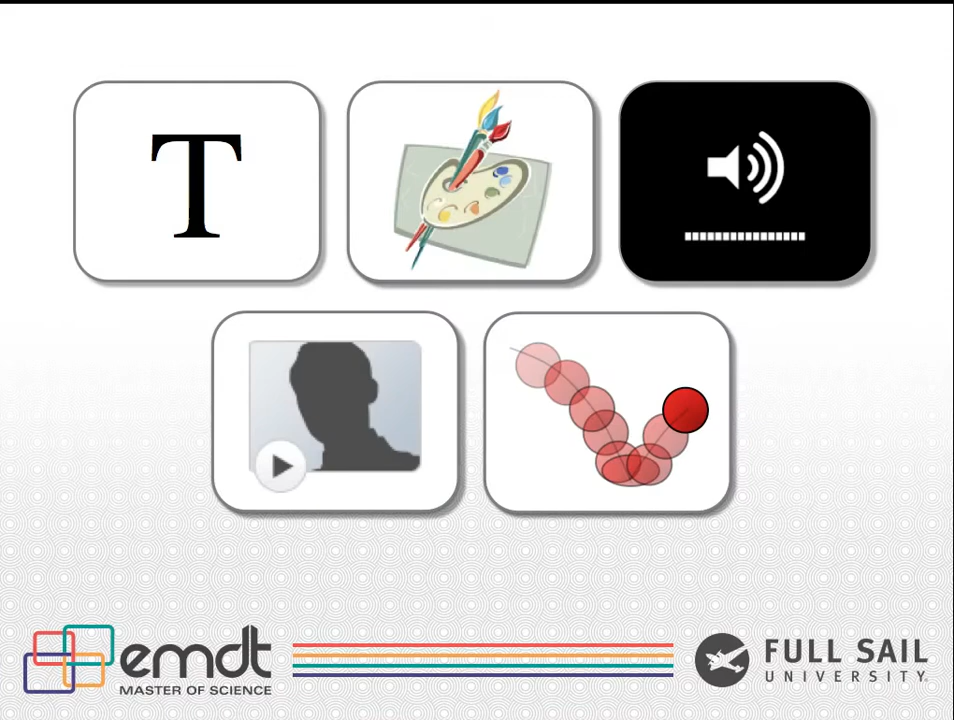 T
emdt
MASTER OF SCIENCE
FULL SAIL
UNIVERSITY.